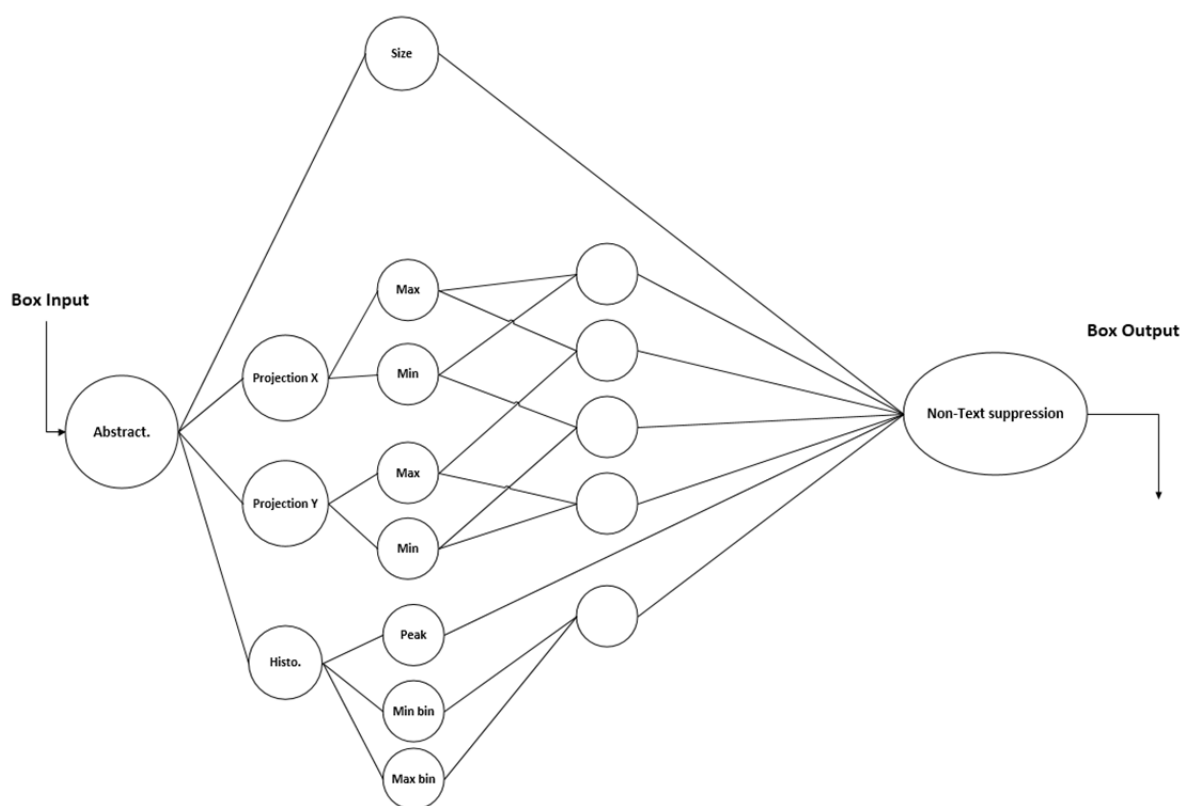 Size
Box Input
Max
Box Output
Projection X
Min
Abstract.
Non-Text suppression
Max
Projection Y
Min
Peak
Histo.
Min bin
Max bin